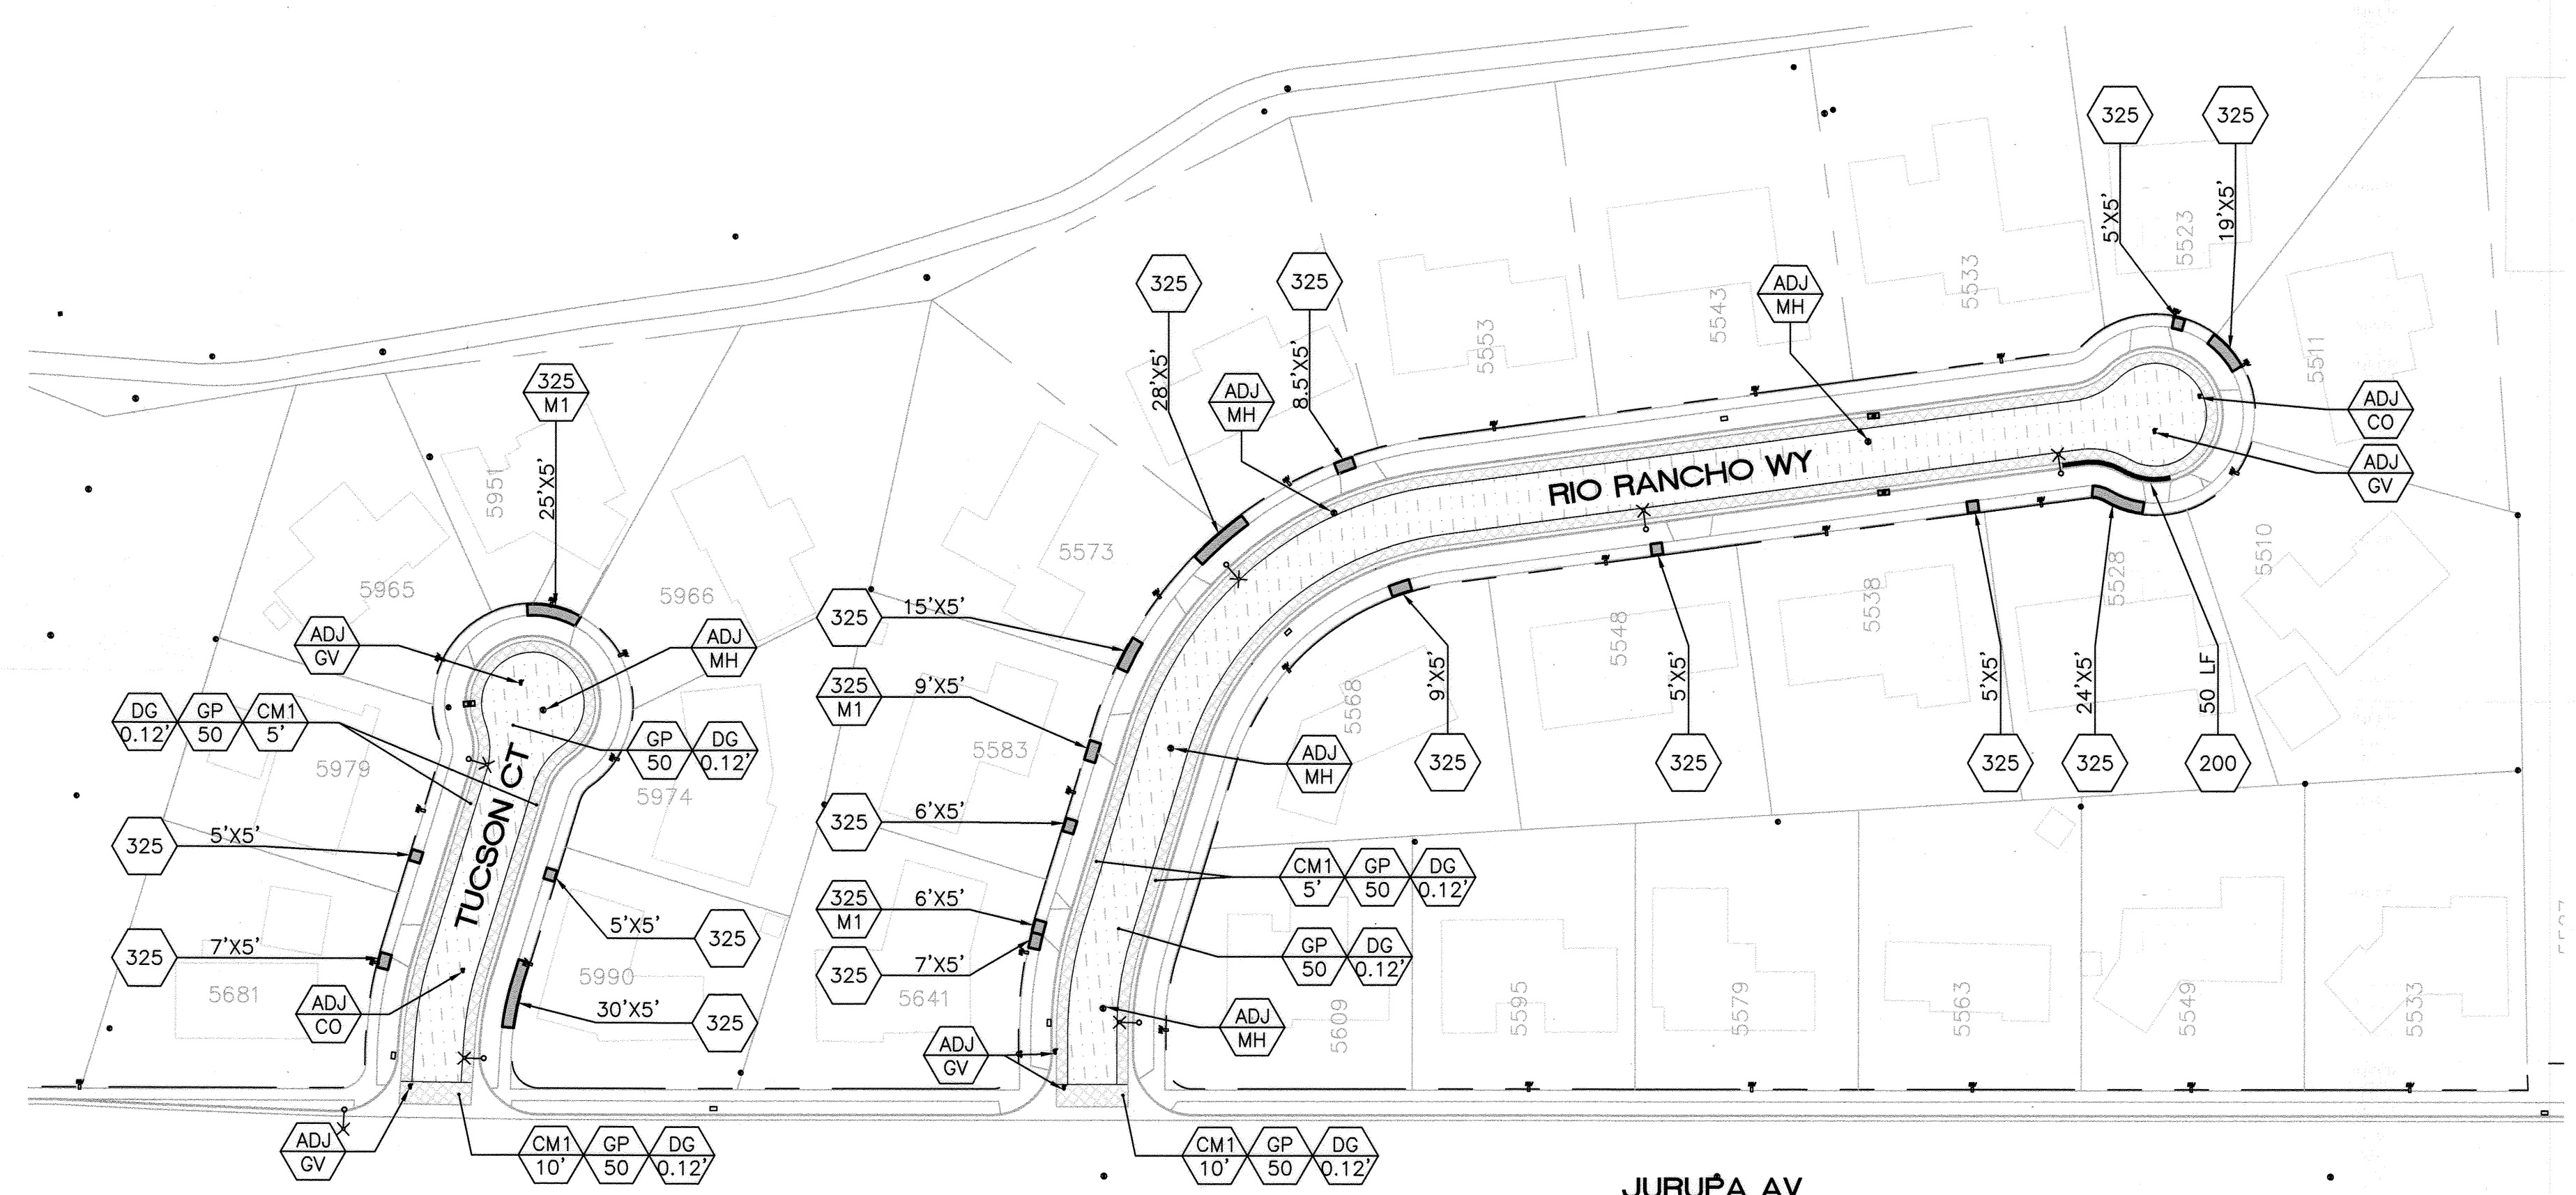 325
325
5'X5'
19'X5'
5523
325
325
ADJ
MH
5533
28'X5'
8.5'X5'
5553
5543
5511
325
M1
ADJ
MH
ADJ
CO
25'X5'
5951
RIO RANCHO WY
ADJ
GV
5573
5510
5965
5966
5528
325
15'X5'
5548
5538
ADJ
GV
ADJ
MH
325
M1
9'X5'
5568
9'X5'
5'X5'
5'X5'
24'X5'
50 LF
DG
0.12'
GP
50
CM1
5'
GP
50
DG
0.12'
5583
ADJ
MH
325
325
325
325
200
5979
5974
TUCSON CT
325
5'X5'
325
6'X5'
CM1
5'
GP
50
DG
0.12'
325
M1
6'X5'
5'X5'
325
325
7'X5'
GP
50
DG
0.12'
325
7'X5'
5681
5990
5641
ADJ
CO
30'X5'
325
5609
5595
5579
5563
5549
5533
ADJ
MH
ADJ
GV
ADJ
GV
CM1
10'
GP
50
DG
0.12'
CM1
10'
GP
50
DG
0.12'
JURUPA AV